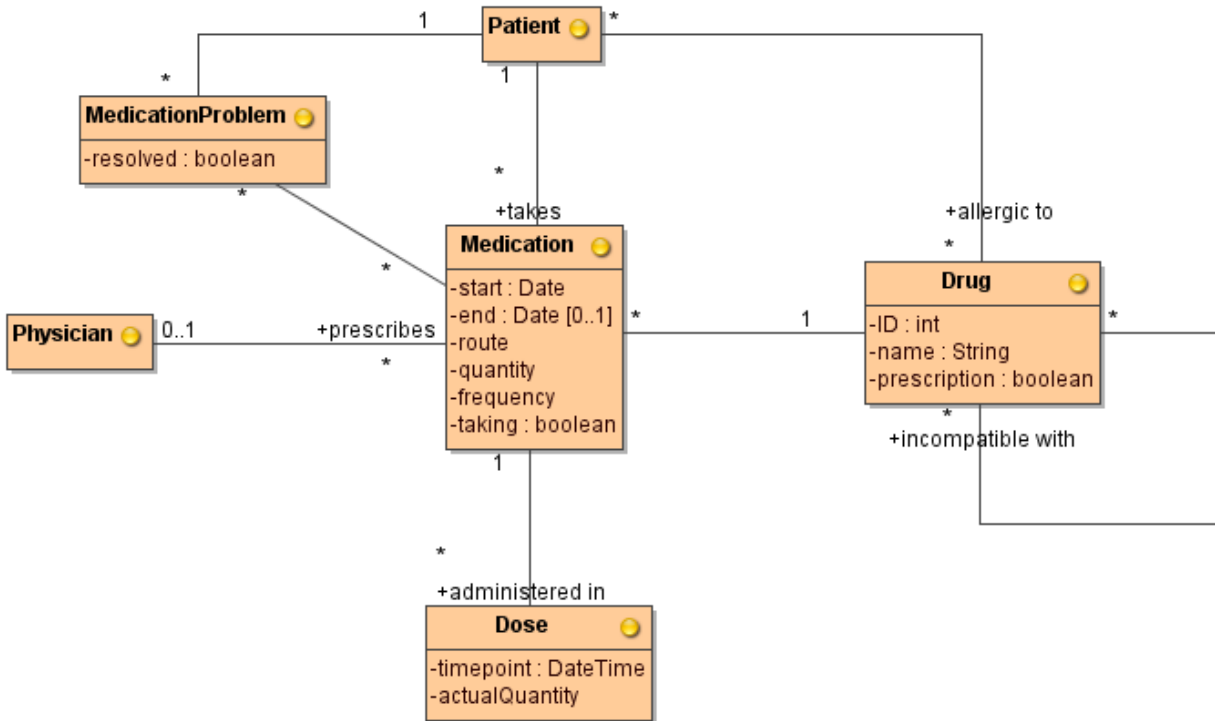 1
Patient
*
*
1
MedicationProblem
-resolved : boolean
*
*
+takes
+allergic to
*
*
Medication
-start : Date
-end : Date [0..1]
-route
-quantity
-frequency
-taking : boolean
Drug
-ID : int
-name : String
-prescription : boolean
Physician
0..1
+prescribes
*
*
1
*
*
+incompatible with
1
*
+administered in
Dose
-timepoint : DateTime
-actualQuantity